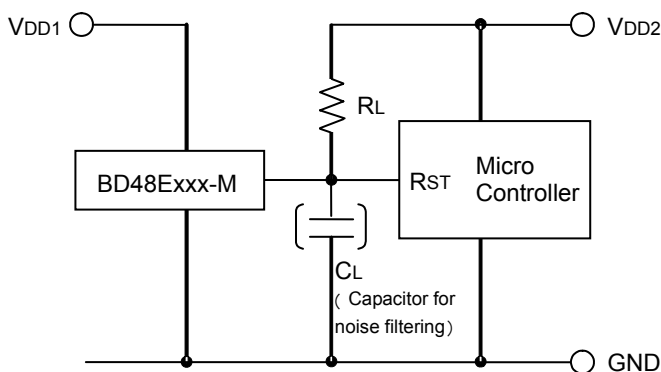 VDD1
VDD2
RL
BD48Exxx-M
RST
Micro
Controller
CL
( Capacitor for
noise filtering )
GND